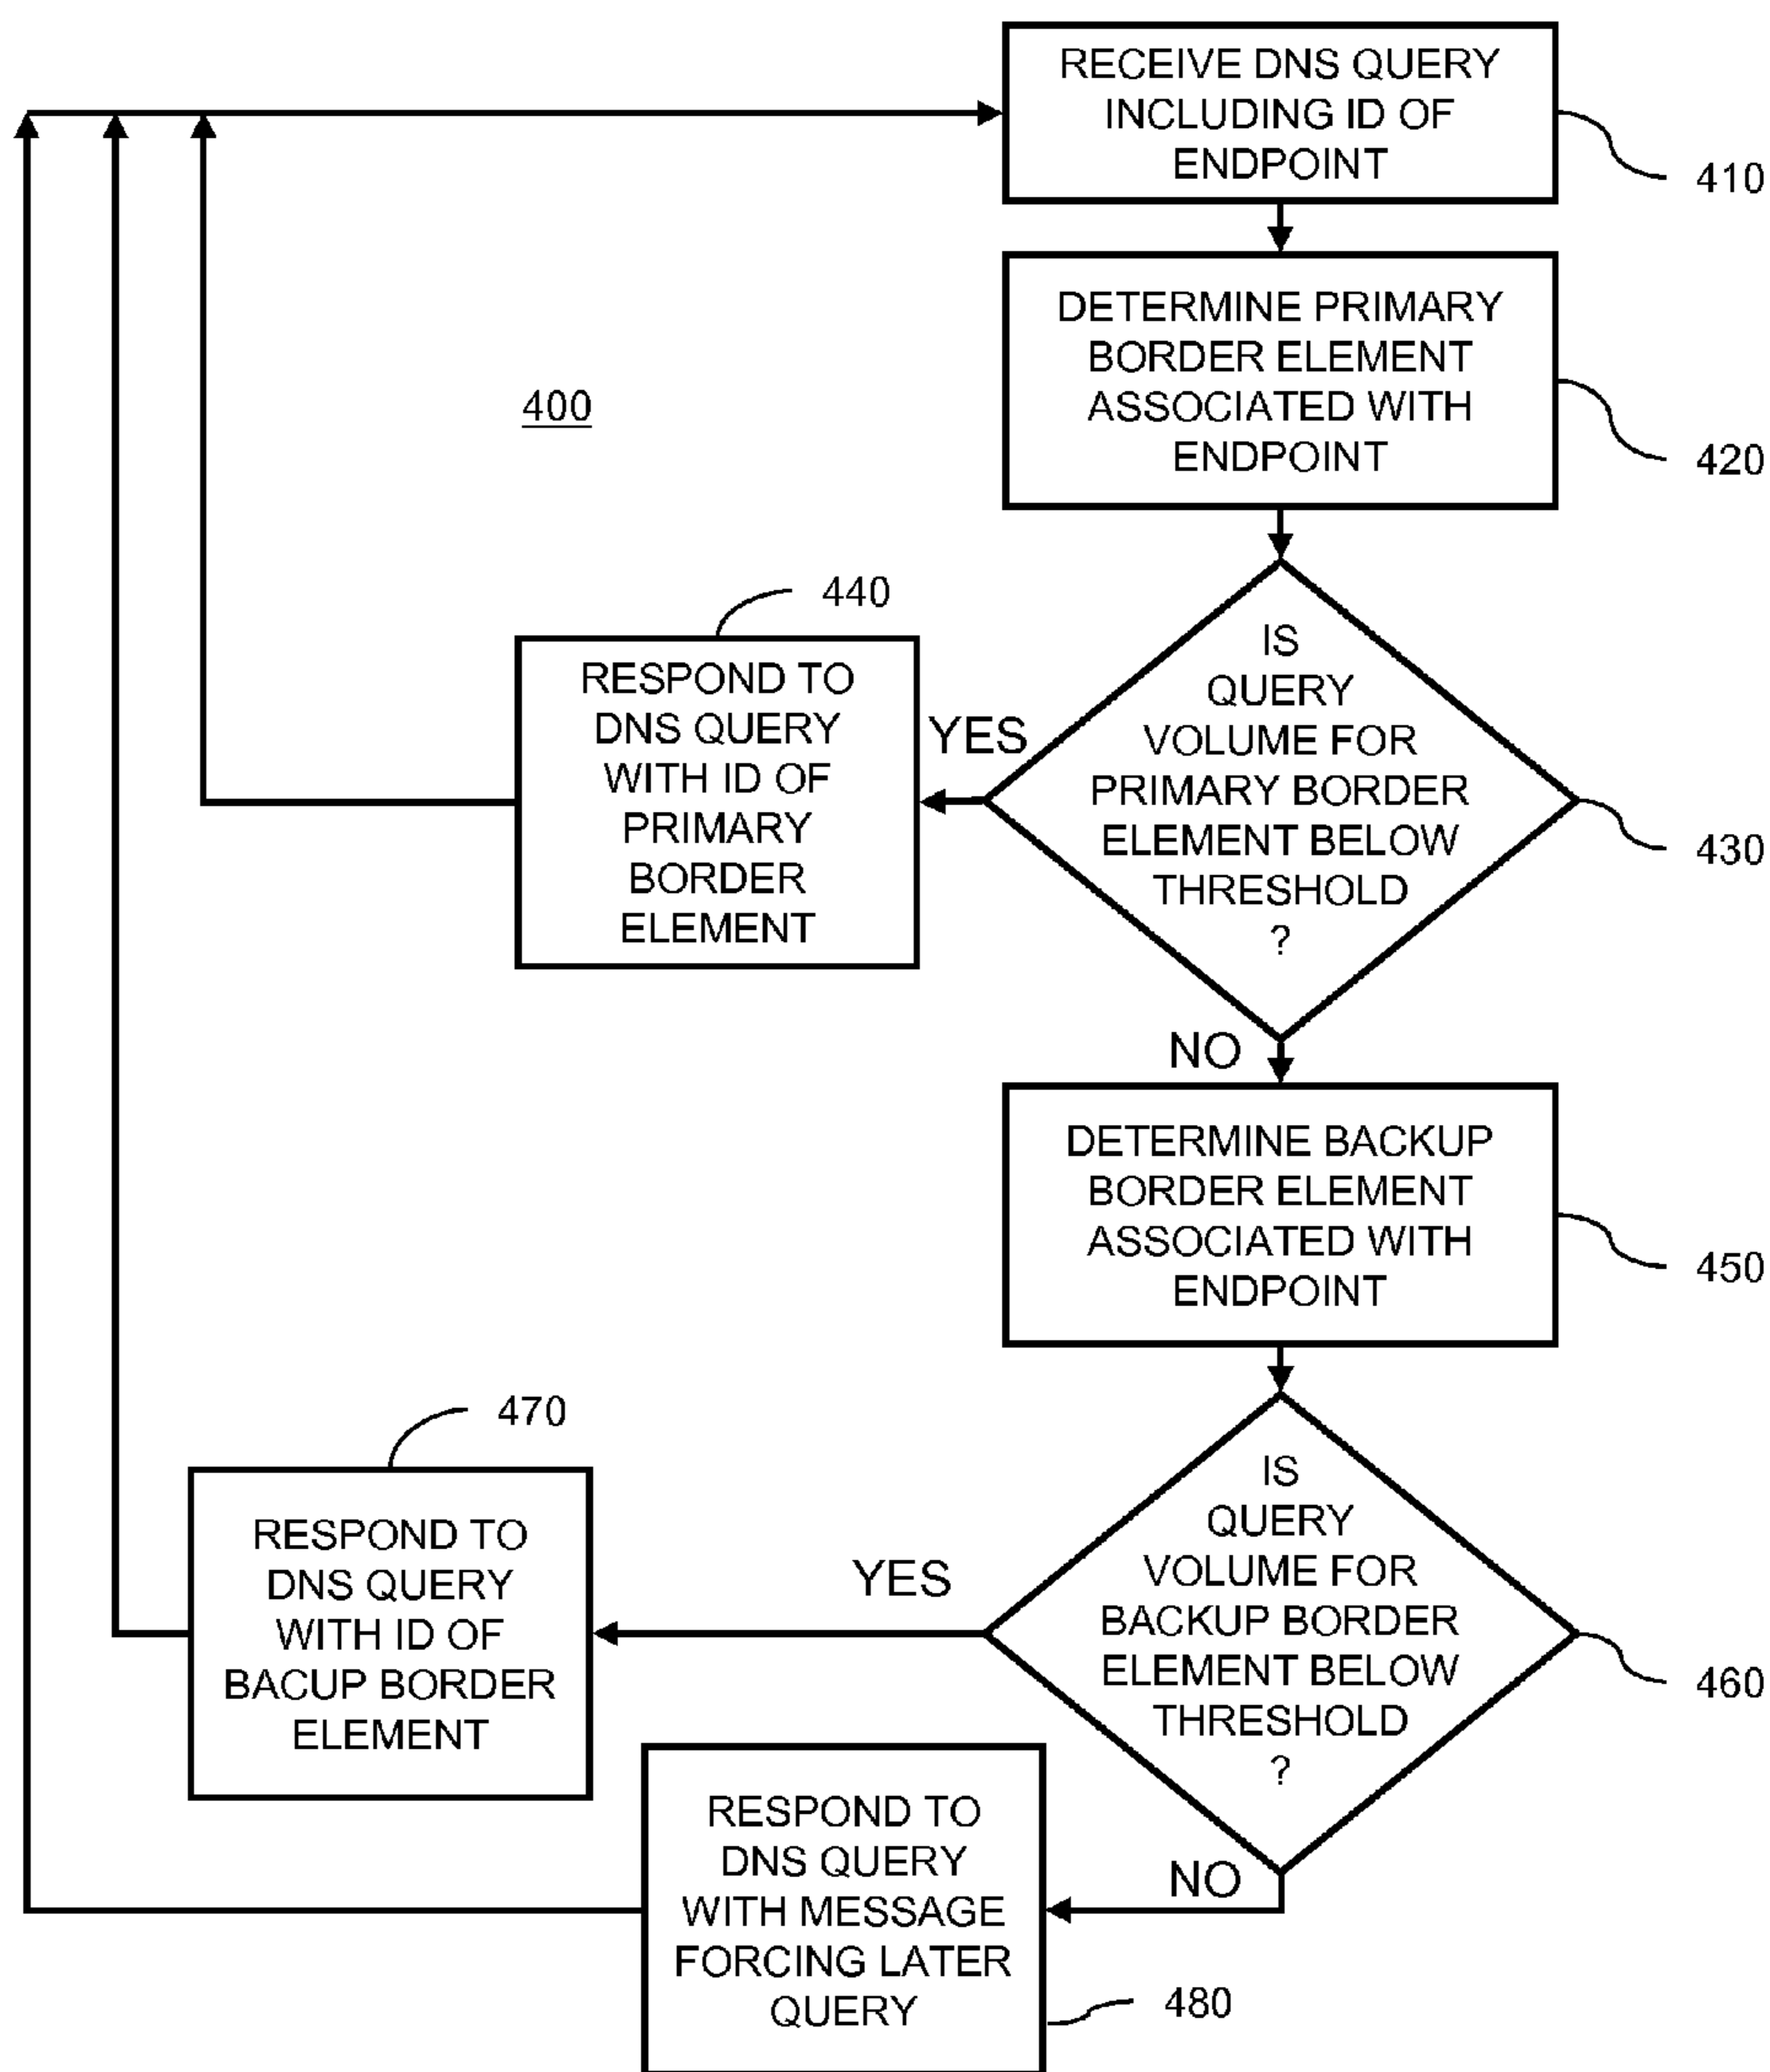 RECEIVE DNS QUERY
INCLUDING ID OF
ENDPOINT
410
DETERMINE PRIMARY
BORDER ELEMENT
ASSOCIATED WITH
ENDPOINT
420
400
IS
QUERY
VOLUME FOR
PRIMARY BORDER
ELEMENT BELOW
THRESHOLD
?
430
YES
440
RESPOND TO
DNS QUERY
WITH ID OF
PRIMARY
BORDER
ELEMENT
NO
DETERMINE BACKUP
BORDER ELEMENT
ASSOCIATED WITH
ENDPOINT
450
IS
QUERY
VOLUME FOR
BACKUP BORDER
ELEMENT BELOW
THRESHOLD
?
460
YES
470
RESPOND TO
DNS QUERY
WITH ID OF
BACUP BORDER
ELEMENT
NO
RESPOND TO
DNS QUERY
WITH MESSAGE
FORCING LATER
QUERY
480